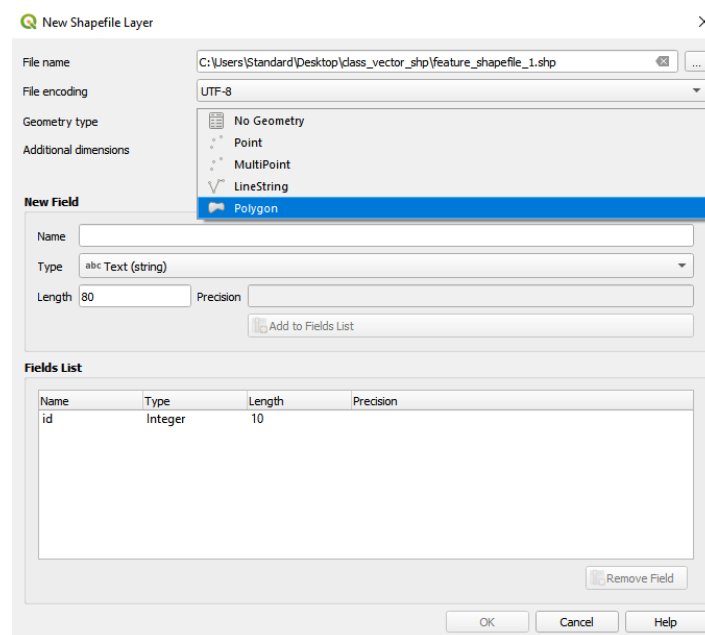 New Shapefile Layer
File name C:\Users\Standard\Desktop\class_vector_shp\feature_shapefile_1.shp ...
File encoding UTF-8
Geometry type No Geometry
Point
Additional dimensions
MultiPoint
LineString
New Field
Polygon
Name
Type abc Text (string)
Length 80 Precision
Add to Fields List
Fields List
Name Type Length Precision
id Integer 10
Remove Field
OK Cancel Help